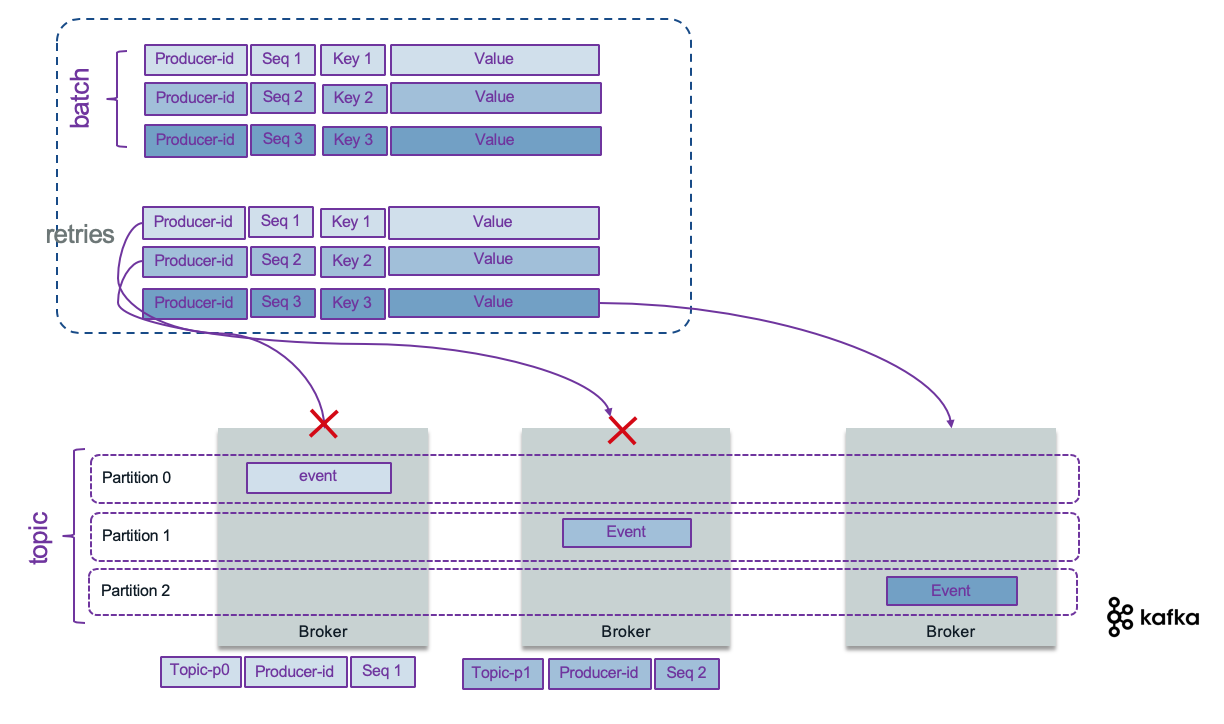 batch
Producer-id Seq 1 Key 1 Value
Producer-id Seq 2 Key 2 Value
Producer-id Seq 3 Key 3 Value
retries
Producer-id Seq 1 Key 1 Value
Producer-id Seq 2 Key 2 Value
Producer-id Seq 3 Key 3 Value
topic
Partition 0 event
Partition 1 Event
Partition 2 Event
Broker Broker Broker
kafka
Topic-p0 Producer-id Seq 1 Topic-p1 Producer-id Seq 2